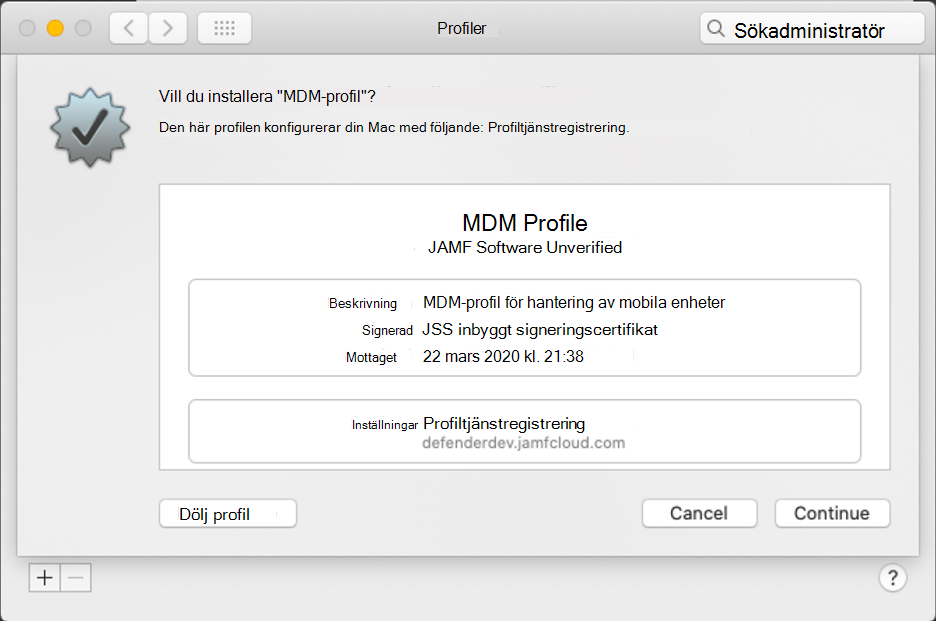 Profiler
Sökadministratör
Vill du installera "MDM-profil"?
Den här profilen konfigurerar din Mac med följande: Profiltjänstregistrering.
MDM Profile
JAMF Software Unverified
Beskrivning MDM-profil för hantering av mobila enheter
Signerad JSS inbyggt signeringscertifikat
Mottaget 22 mars 2020 kl. 21:38
Inställningar Profiltjänstregistrering
defenderdev.jamfcloud.com
Dölj profil
Cancel
Continue
?